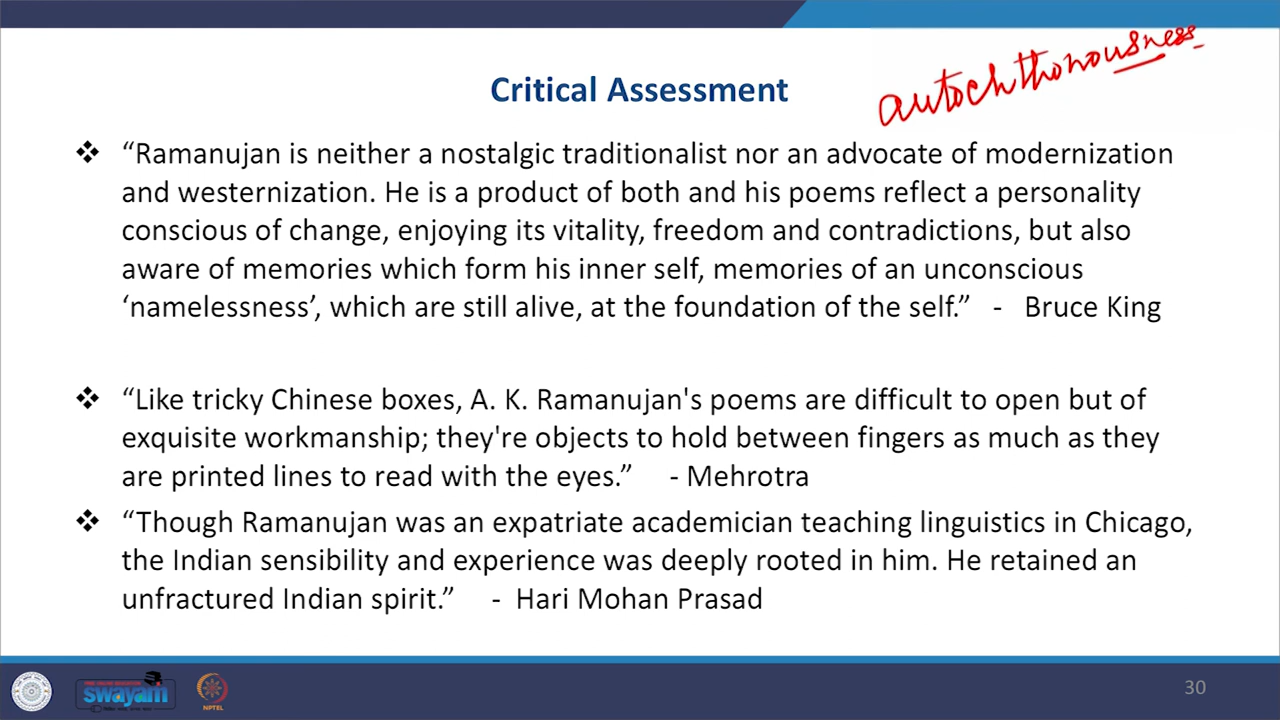 autochthonousness
Critical Assessment
❖ “Ramanujan is neither a nostalgic traditionalist nor an advocate of modernization
and westernization. He is a product of both and his poems reflect a personality
conscious of change, enjoying its vitality, freedom and contradictions, but also
aware of memories which form his inner self, memories of an unconscious
‘namelessness’, which are still alive, at the foundation of the self.” - Bruce King
❖ “Like tricky Chinese boxes, A. K. Ramanujan's poems are difficult to open but of
exquisite workmanship; they're objects to hold between fingers as much as they
are printed lines to read with the eyes.” - Mehrotra
❖ “Though Ramanujan was an expatriate academician teaching linguistics in Chicago,
the Indian sensibility and experience was deeply rooted in him. He retained an
unfractured Indian spirit.” - Hari Mohan Prasad
swayam
NPTEL
30